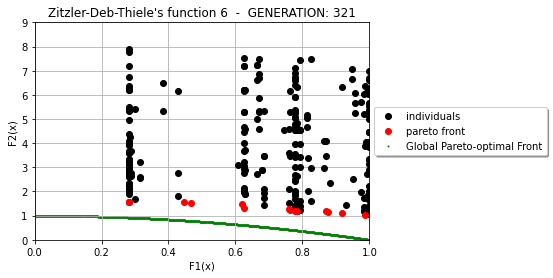 Zitzler-Deb-Thiele's function 6 - GENERATION: 321
F2(x)
9
8
7
6
5
4
3
2
1
0
0.0 0.2 0.4 0.6 0.8 1.0
F1(x)
individuals
pareto front
Global Pareto-optimal Front